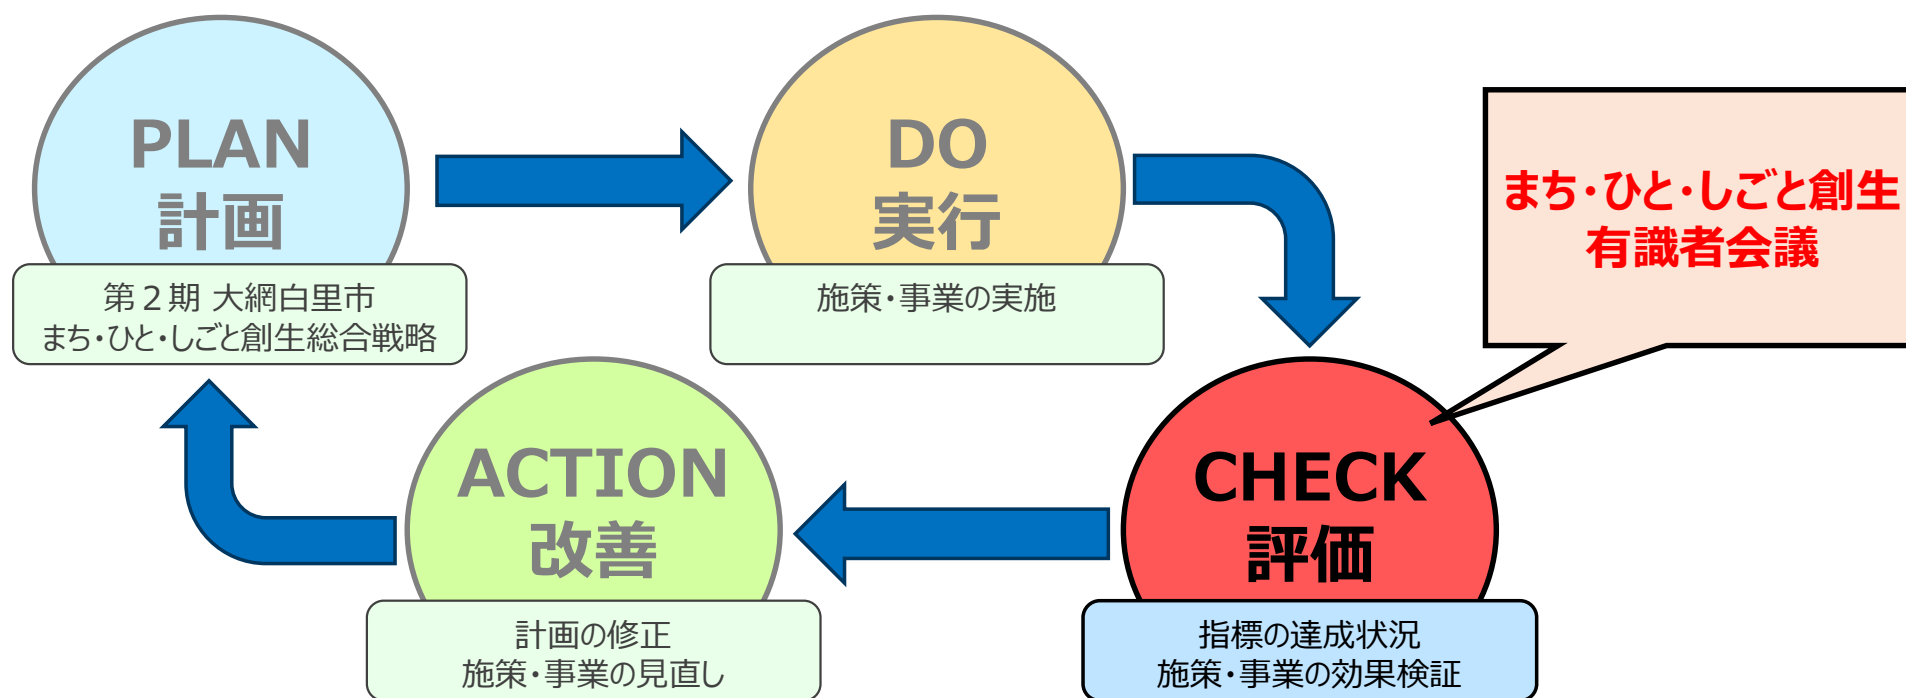 PLAN
計画
第２期 大網白里市
まち・ひと・しごと創生総合戦略
DO
実行
施策・事業の実施
まち・ひと・しごと創生
有識者会議
CHECK
評価
指標の達成状況
施策・事業の効果検証
ACTION
改善
計画の修正
施策・事業の見直し